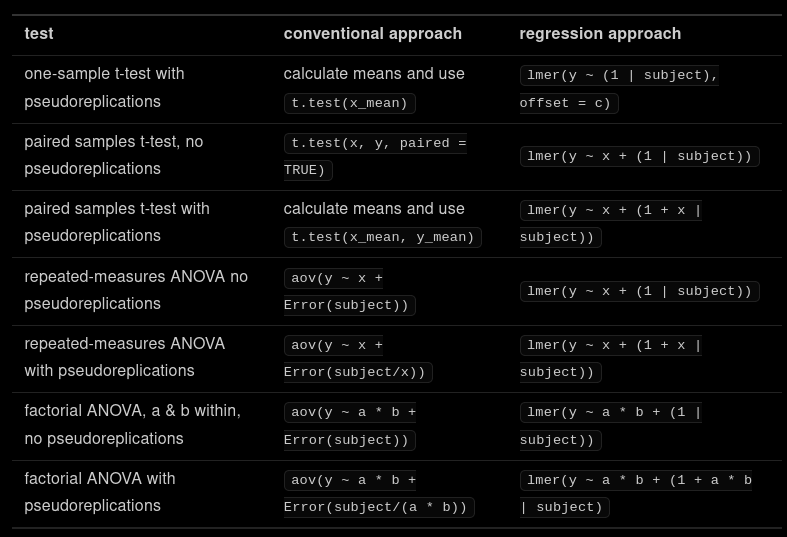 test conventional approach regression approach
one-sample t-test with calculate means and use lmer(y ~ (1 | subject),
pseudoreplications t.test(x_mean) offset = c)
paired samples t-test, no t.test(x, y, paired = lmer(y ~ x + (1 | subject))
pseudoreplications TRUE)
paired samples t-test with calculate means and use lmer(y ~ x + (1 + x |
pseudoreplications t.test(x_mean, y_mean) subject))
repeated-measures ANOVA no aov(y ~ x + lmer(y ~ x + (1 | subject))
pseudoreplications Error(subject))
repeated-measures ANOVA aov(y ~ x + lmer(y ~ x + (1 + x |
with pseudoreplications Error(subject/x)) subject))
factorial ANOVA, a & b within, aov(y ~ a * b + lmer(y ~ a * b + (1 |
no pseudoreplications Error(subject)) subject))
factorial ANOVA with aov(y ~ a * b + lmer(y ~ a * b + (1 + a * b
pseudoreplications Error(subject/(a * b)) | subject)